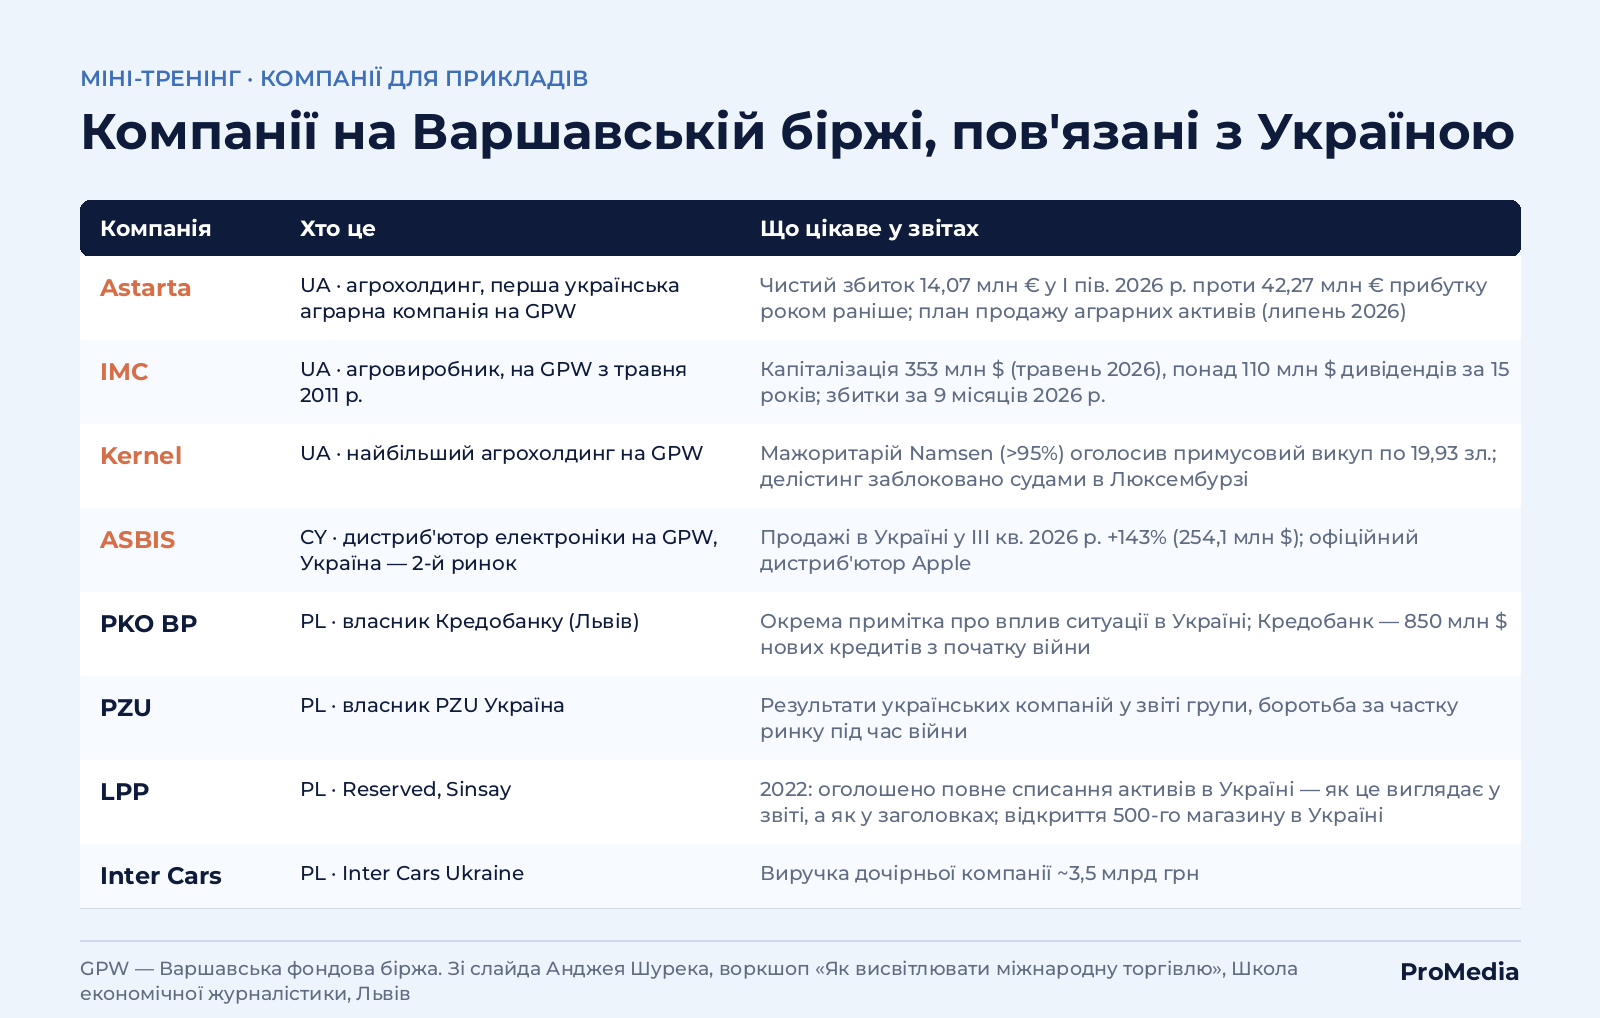 МІНІ-ТРЕНІНГ · КОМПАНІЇ ДЛЯ ПРИКЛАДІВ
Компанії на Варшавській біржі, пов'язані з Україною
Компанія Хто це Що цікаве у звітах
Astarta
UA · агрохолдинг, перша українська
аграрна компанія на GPW
Чистий збиток 14,07 млн € у І пів. 2026 р. проти 42,27 млн € прибутку
роком раніше; план продажу аграрних активів (липень 2026)
IMC
UA · агровиробник, на GPW з травня
2011 р.
Капіталізація 353 млн $ (травень 2026), понад 110 млн $ дивідендів за 15
років; збитки за 9 місяців 2026 р.
Kernel
UA · найбільший агрохолдинг на GPW
Мажоритарій Namsen (>95%) оголосив примусовий викуп по 19,93 зл.;
делістинг заблоковано судами в Люксембурзі
ASBIS
CY · дистриб'ютор електроніки на GPW,
Україна — 2-й ринок
Продажі в Україні у ІІІ кв. 2026 р. +143% (254,1 млн $); офіційний
дистриб'ютор Apple
PKO BP
PL · власник Кредобанку (Львів)
Окрема примітка про вплив ситуації в Україні; Кредобанк — 850 млн $
нових кредитів з початку війни
PZU
PL · власник PZU Україна
Результати українських компаній у звіті групи, боротьба за частку
ринку під час війни
LPP
PL · Reserved, Sinsay
2022: оголошено повне списання активів в Україні — як це виглядає у
звіті, а як у заголовках; відкриття 500-го магазину в Україні
Inter Cars
PL · Inter Cars Ukraine
Виручка дочірньої компанії ~3,5 млрд грн
GPW — Варшавська фондова біржа. Зі слайда Анджея Шурека, воркшоп «Як висвітлювати міжнародну торгівлю», Школа
економічної журналістики, Львів
ProMedia